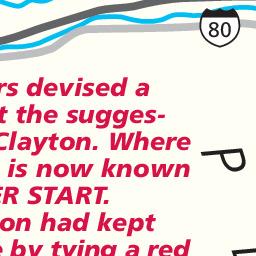 80
rs devised a
t the sugges-
Clayton. Where
is now known
ER START.
on had kept
e by tying a red
P